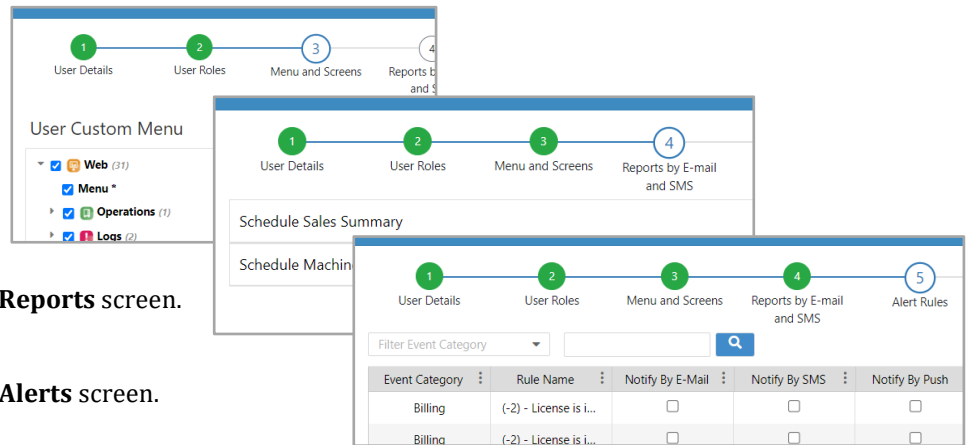 1 2 3 4
User Details User Roles Menu and Screens Reports b
and S
User Custom Menu
Web (31)
Menu *
Operations (1)
Logs (2)
1 2 3 4
User Details User Roles Menu and Screens Reports by E-mail
and SMS
Schedule Sales Summary
Schedule Machin
1 2 3 4 5
User Details User Roles Menu and Screens Reports by E-mail Alert Rules
and SMS
Filter Event Category
Event Category Rule Name Notify By E-Mail Notify By SMS Notify By Push
Billing (-2) - License is i...
Billing (-2) - License is i...
Reports screen.
Alerts screen.